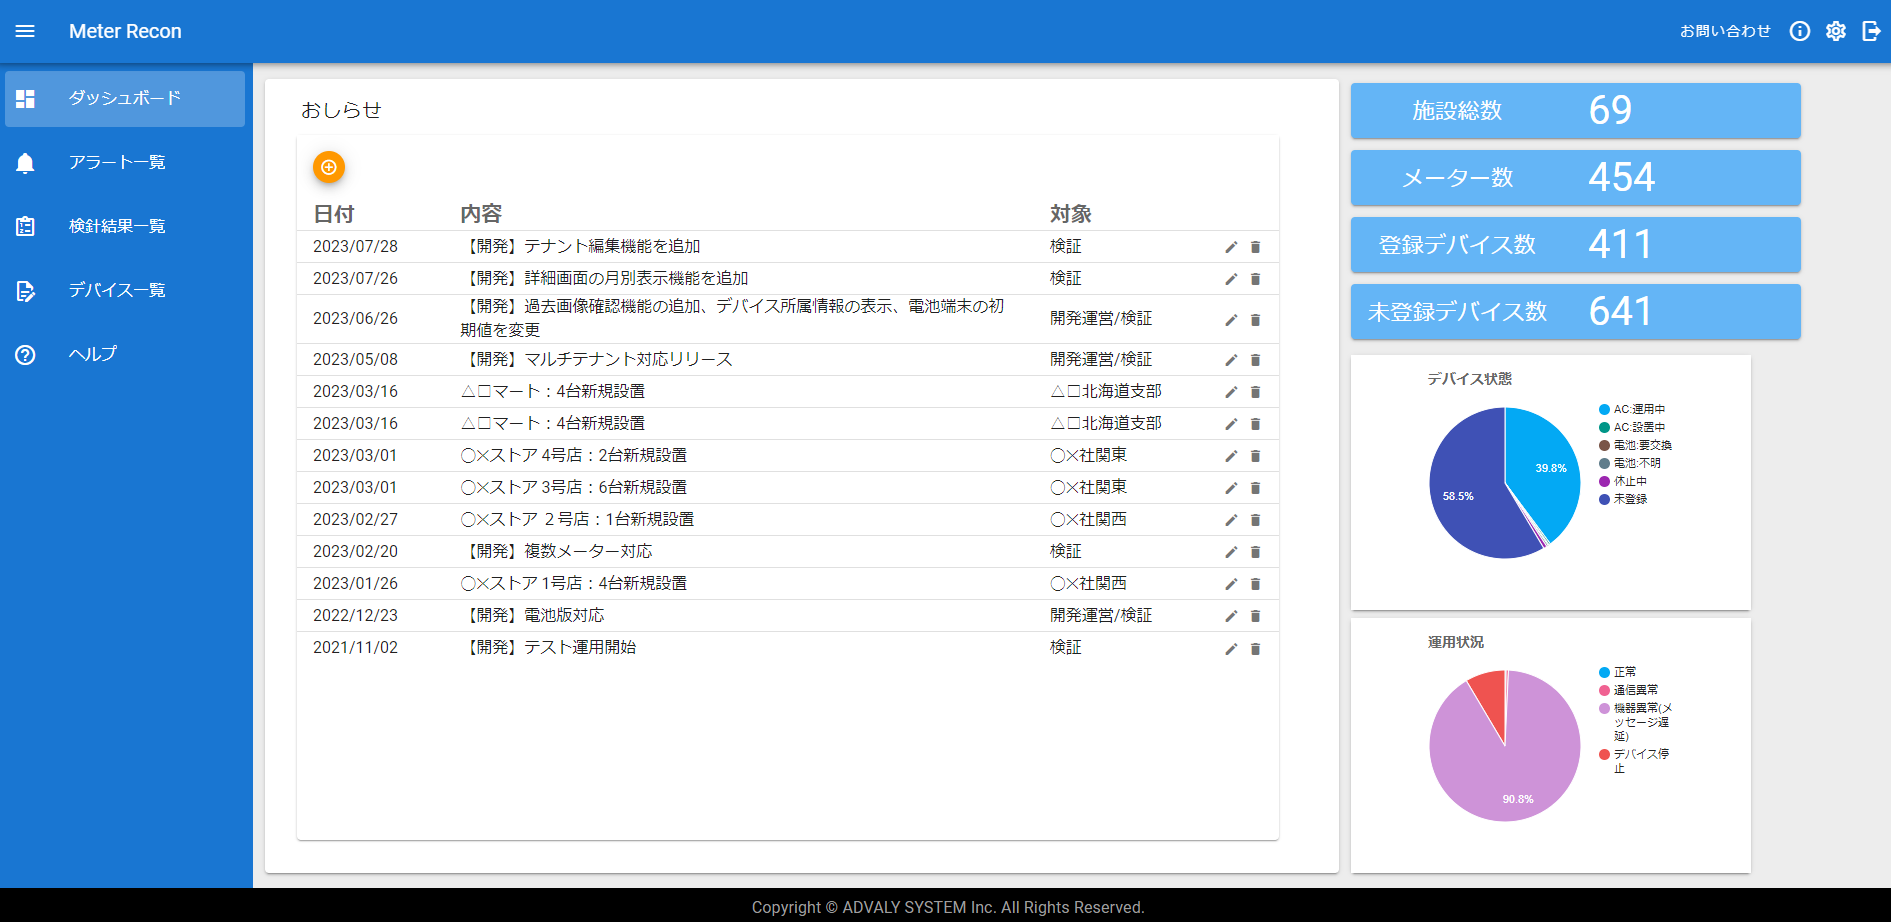 Meter Recon
お問い合わせ
ダッシュボード
アラート一覧
検針結果一覧
デバイス一覧
ヘルプ
おしらせ
日付 内容 対象
2023/07/28 【開発】テナント編集機能を追加 検証
2023/07/26 【開発】詳細画面の月別表示機能を追加 検証
2023/06/26 【開発】過去画像確認機能の追加、デバイス所属情報の表示、電池端末の初
期値を変更 開発運営/検証
2023/05/08 【開発】マルチテナント対応リリース 開発運営/検証
2023/03/16 △□マート：4台新規設置 △□北海道支部
2023/03/16 △□マート：4台新規設置 △□北海道支部
2023/03/01 ○×ストア 4号店：2台新規設置 ○×社関東
2023/03/01 ○×ストア 3号店：6台新規設置 ○×社関東
2023/02/27 ○×ストア ２号店：1台新規設置 ○×社関西
2023/02/20 【開発】複数メーター対応 検証
2023/01/26 ○×ストア 1号店：4台新規設置 ○×社関西
2022/12/23 【開発】電池版対応 開発運営/検証
2021/11/02 【開発】テスト運用開始 検証
施設総数 69
メーター数 454
登録デバイス数 411
未登録デバイス数 641
デバイス状態
39.8%
58.5%
AC:運用中
AC:設置中
電池:要交換
電池:不明
休止中
未登録
運用状況
90.8%
正常
通信異常
機器異常(メ
ッセージ遅
延)
デバイス停
止
Copyright © ADVALY SYSTEM Inc. All Rights Reserved.